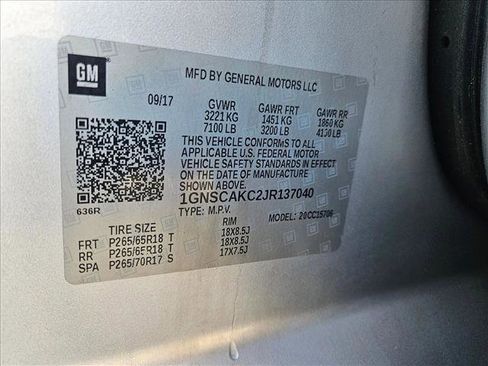 GM
MFD BY GENERAL MOTORS LLC
09/17 GVWR GAWR FRT GAWR RR
3221 KG 1451 KG 1860 KG
7100 LB 3200 LB 4100 LB
THIS VEHICLE CONFORMS TO ALL
APPLICABLE U.S. FEDERAL MOTOR
VEHICLE SAFETY STANDARDS IN EFFECT
ON THE DATE OF MANUFACTURE SHOWN ABOVE.
1GNSCAKC2JR137040
636R TYPE: M.P.V. MODEL: 20CC15706
TIRE SIZE RIM
FRT P265/65R18 T 18X8.5J
RR P265/65R18 T 18X8.5J
SPA P265/70R17 S 17X7.5J